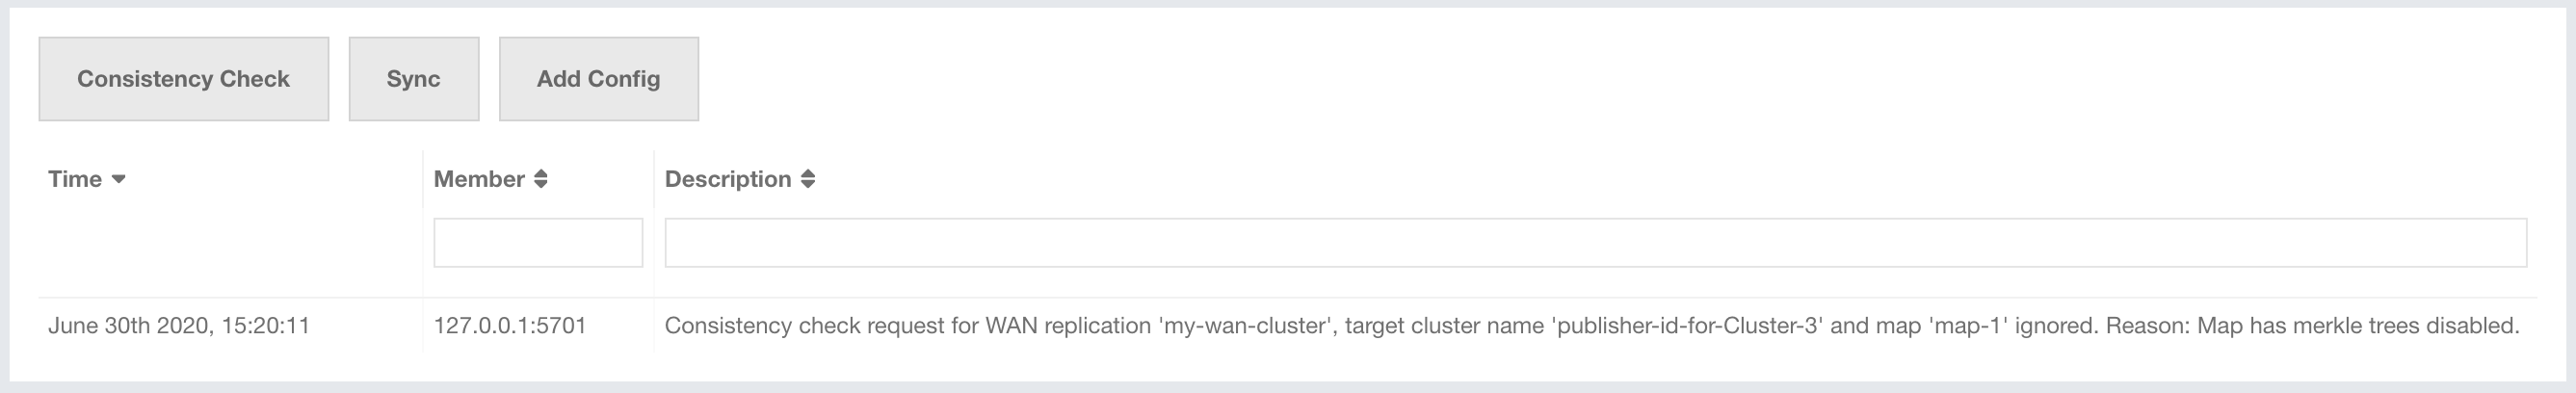 Consistency Check Sync Add Config
Time Member Description
June 30th 2020, 15:20:11 127.0.0.1:5701 Consistency check request for WAN replication 'my-wan-cluster', target cluster name 'publisher-id-for-Cluster-3' and map 'map-1' ignored. Reason: Map has merkle trees disabled.